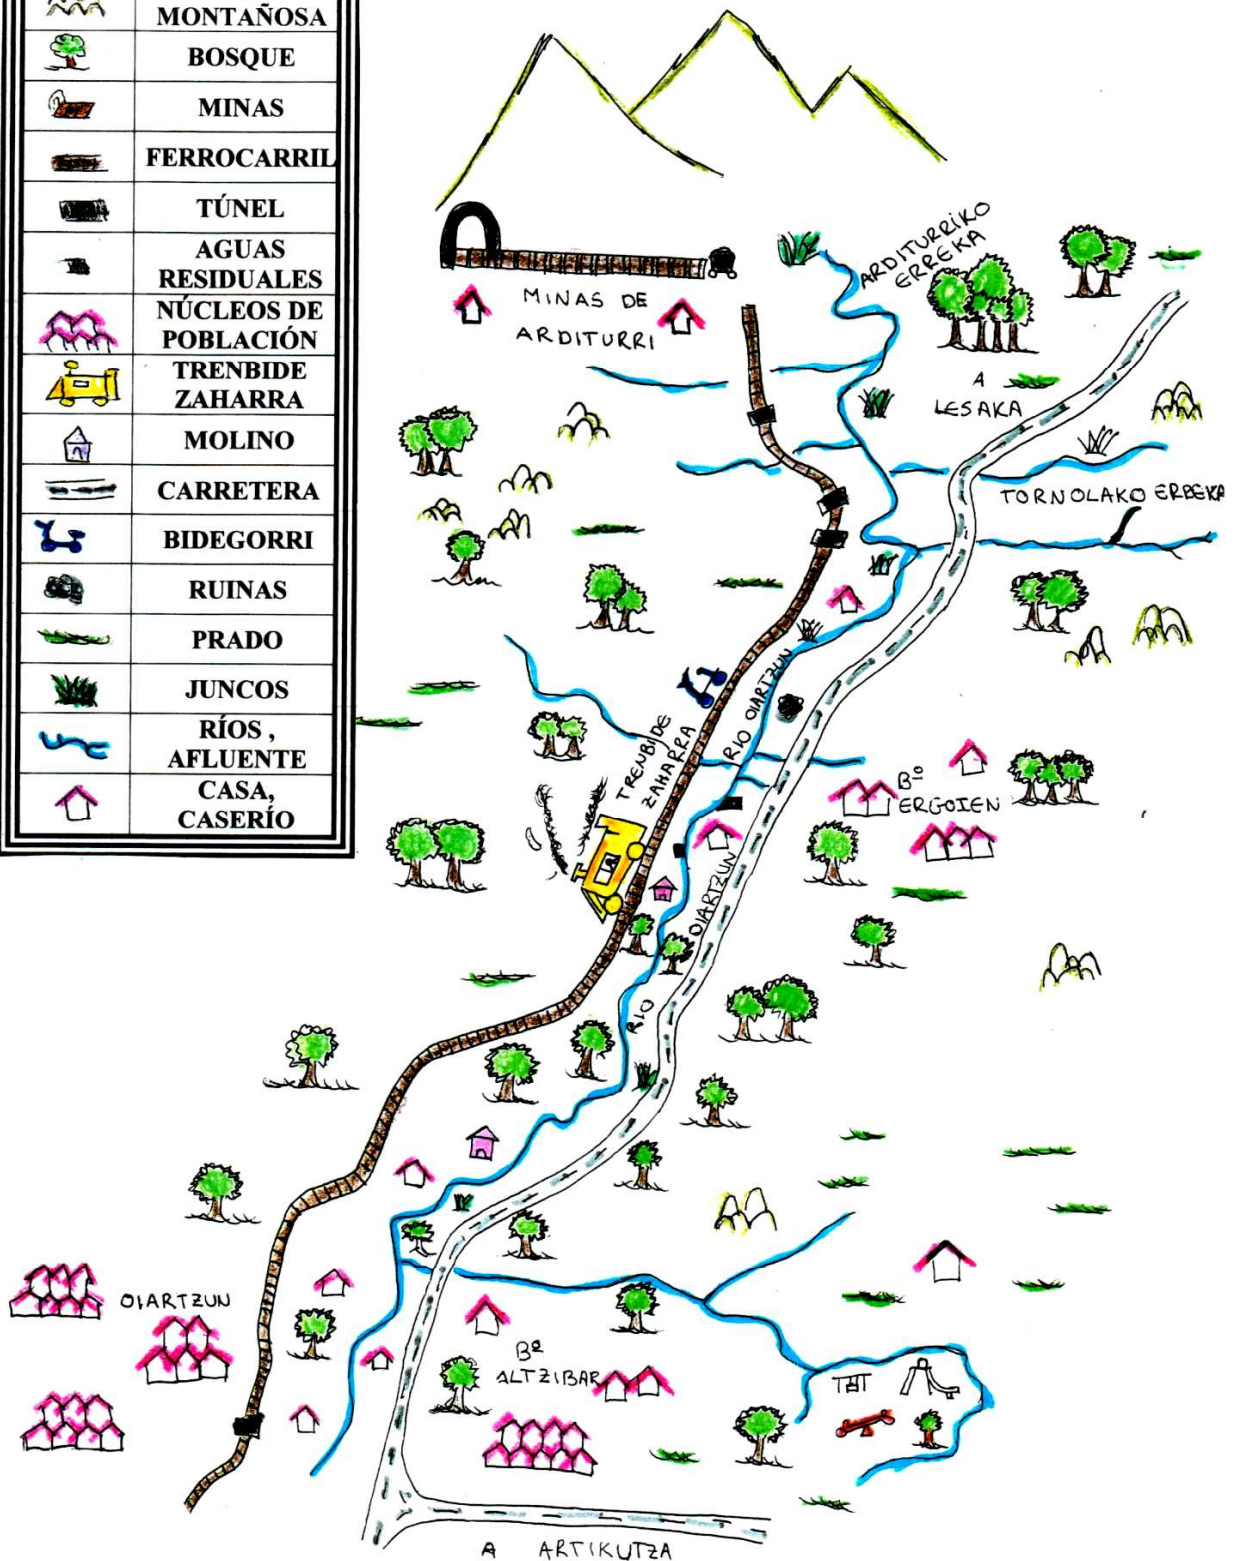 MONTAÑOSA
BOSQUE
MINAS
FERROCARRIL
TÚNEL
AGUAS
RESIDUALES
NÚCLEOS DE
POBLACIÓN
TRENBIDE
ZAHARRA
MOLINO
CARRETERA
BIDEGORRI
RUINAS
PRADO
JUNCOS
RÍOS ,
AFLUENTE
CASA,
CASERÍO
ARDITURRIKO
ERREKA
MINAS DE
ARDITURRI
A
LESAKA
TORNOLAKO ERREKA
RIO OIARTZUN
TRENBIDE
ZAHARRA
Bº
ERGOIEN
RIO OIARTZUN
OIARTZUN
Bº
ALTZIBAR
A ARTIKUTZA